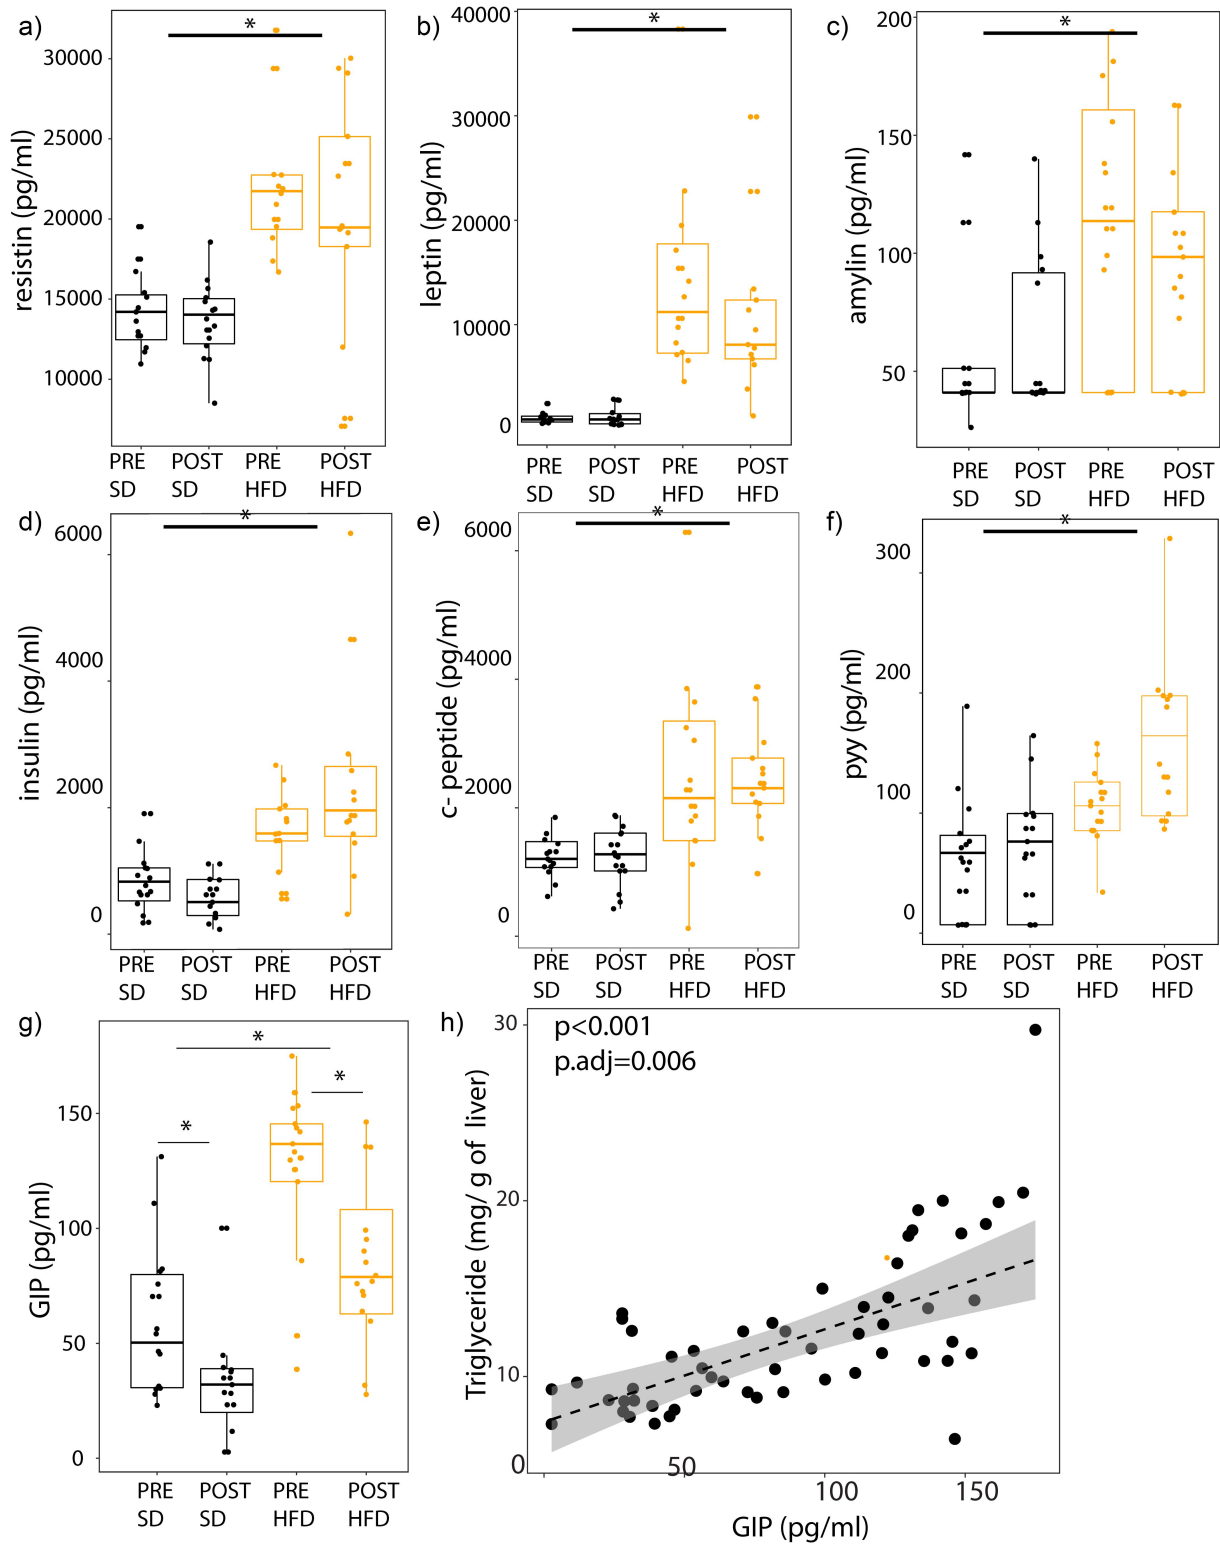 a)
*
resistin (pg/ml)
30000
25000
20000
15000
10000
PRE POST PRE POST
SD SD HFD HFD
b)
*
leptin (pg/ml)
40000
30000
20000
10000
0
PRE POST PRE POST
SD SD HFD HFD
c)
*
amylin (pg/ml)
200
150
100
50
PRE POST PRE POST
SD SD HFD HFD
d)
*
insulin (pg/ml)
6000
4000
2000
0
PRE POST PRE POST
SD SD HFD HFD
e)
*
c- peptide (pg/ml)
6000
4000
2000
0
PRE POST PRE POST
SD SD HFD HFD
f)
*
pyy (pg/ml)
300
200
100
0
PRE POST PRE POST
SD SD HFD HFD
g)
*
*
*
GIP (pg/ml)
150
100
50
0
PRE POST PRE POST
SD SD HFD HFD
h)
p<0.001
p.adj=0.006
Triglyceride (mg/ g of liver)
30
20
10
0
50
100
150
GIP (pg/ml)